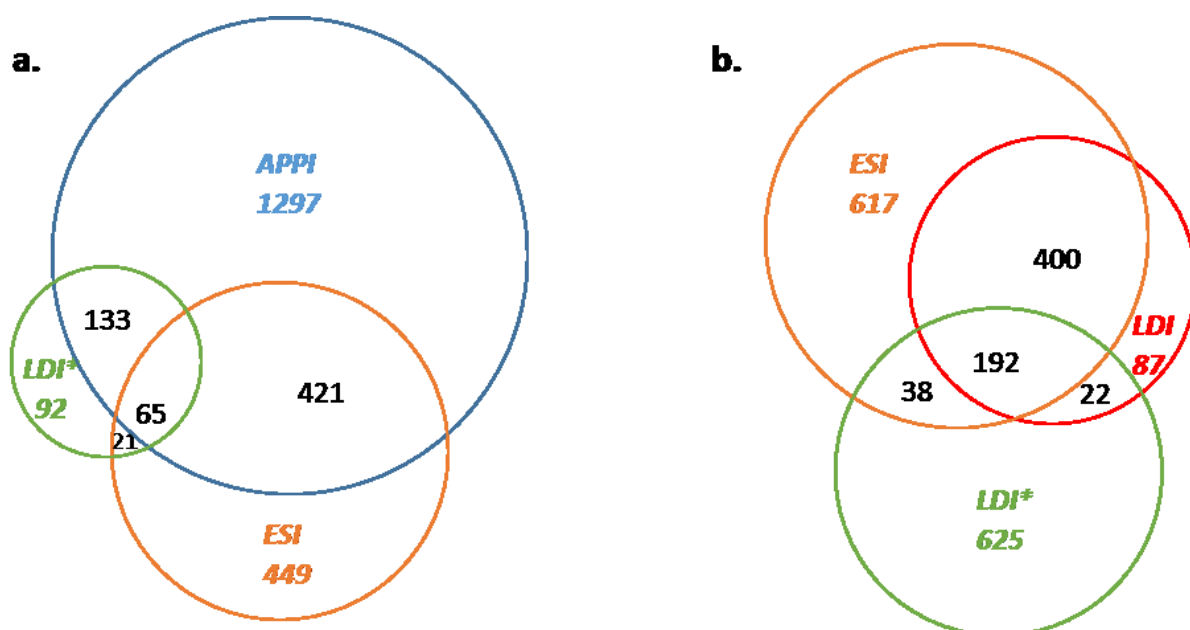 a.
APPI
1297
133
LDI*
92
65
21
421
ESI
449
b.
ESI
617
400
LDI
87
192
38
22
LDI*
625